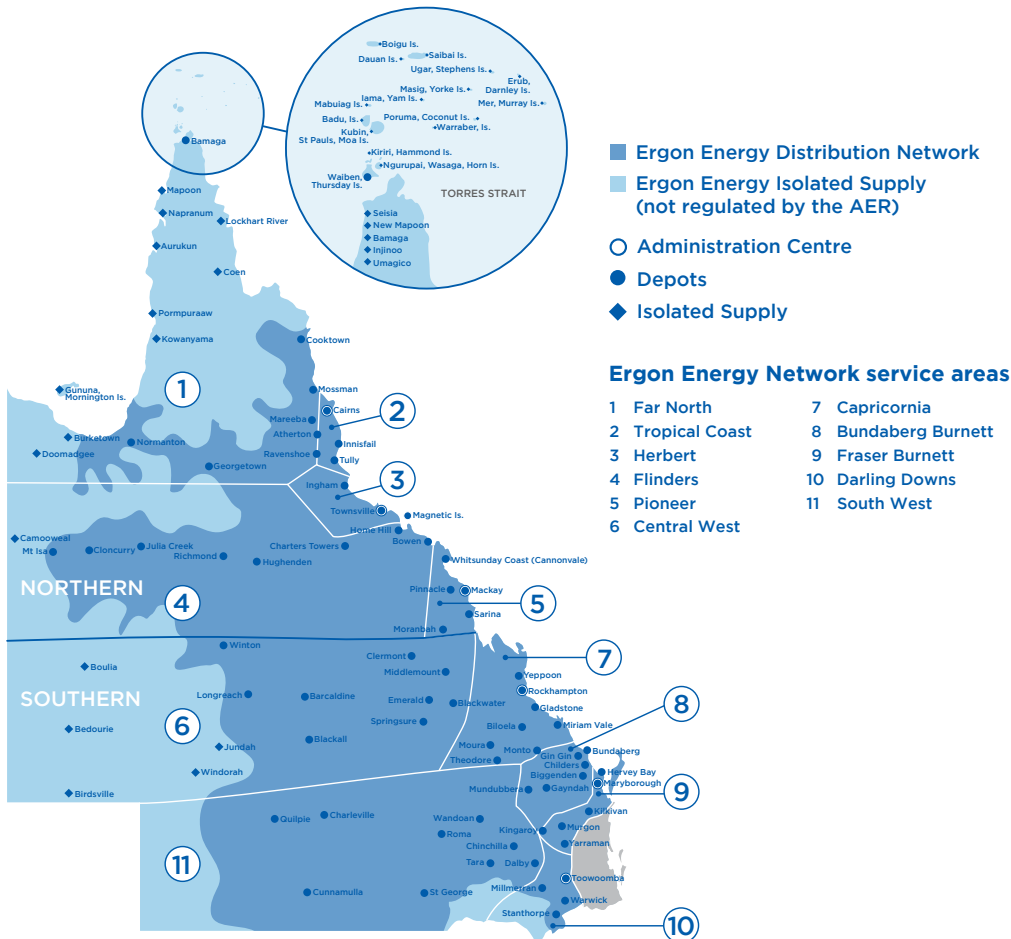 Boigu Is.
Dauan Is.
Saibai Is.
Ugar, Stephens Is.
Erub,
Darnley Is.
Masig, Yorke Is.
Iama, Yam Is.
Mabuiag Is.
Mer, Murray Is.
Badu, Is.
Poruma, Coconut Is.
Warraber, Is.
Kubin,
St Pauls, Moa Is.
Kiriri, Hammond Is.
Ngurupai, Wasaga, Horn Is.
Waiben,
Thursday Is.
TORRES STRAIT
Seisia
New Mapoon
Bamaga
Injinoo
Umagico
Ergon Energy Distribution Network
Ergon Energy Isolated Supply
(not regulated by the AER)
Administration Centre
Depots
Isolated Supply
Ergon Energy Network service areas
1 Far North
2 Tropical Coast
3 Herbert
4 Flinders
5 Pioneer
6 Central West
7 Capricornia
8 Bundaberg Burnett
9 Fraser Burnett
10 Darling Downs
11 South West
Bamaga
Mapoon
Napranum
Lockhart River
Aurukun
Coen
Pormpuraaw
Kowanyama
Cooktown
Gununa,
Mornington Is.
1
Mossman
Cairns
2
Mareeba
Atherton
Burketown
Normanton
Innisfail
Doomadgee
Ravenshoe
Tully
Georgetown
3
Ingham
Townsville
Magnetic Is.
Home Hill
Camooweal
Bowen
Mt Isa
Cloncurry
Julia Creek
Richmond
Charters Towers
Hughenden
Whitsunday Coast (Cannonvale)
NORTHERN
4
Pinnacle
Mackay
5
Sarina
Moranbah
Winton
Clermont
7
Boulia
Middlemount
Yeppoon
SOUTHERN
Longreach
Barcaldine
Emerald
Blackwater
Rockhampton
Gladstone
8
6
Bedourie
Springsure
Biloela
Miriam Vale
Jundah
Blackall
Moura
Monto
Bundaberg
Gin Gin
Theodore
Childers
Windorah
Biggenden
Hervey Bay
Maryborough
Birdsville
Mundubbera
Gayndah
9
Kilkivan
Quilpie
Charleville
Wandoan
Roma
Kingaroy
Murgon
Chinchilla
Yarraman
11
Tara
Dalby
Toowoomba
Cunnamulla
St George
Millmerran
Warwick
Stanthorpe
10